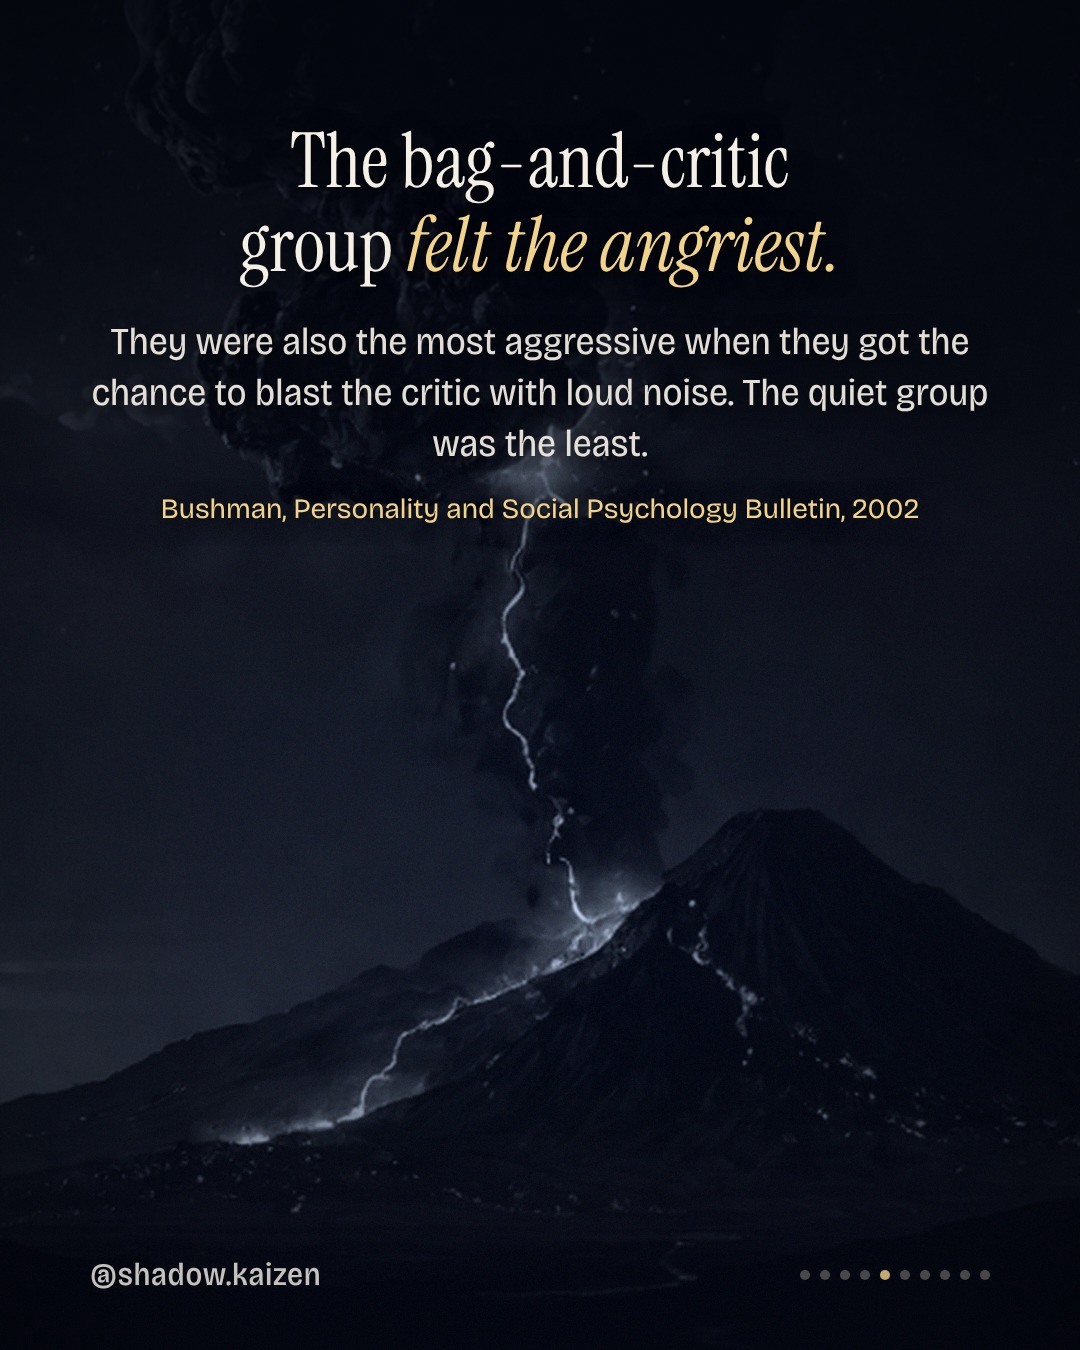 The bag-and-critic
group felt the angriest.
They were also the most aggressive when they got the
chance to blast the critic with loud noise. The quiet group
was the least.
Bushman, Personality and Social Psychology Bulletin, 2002
@shadow.kaizen